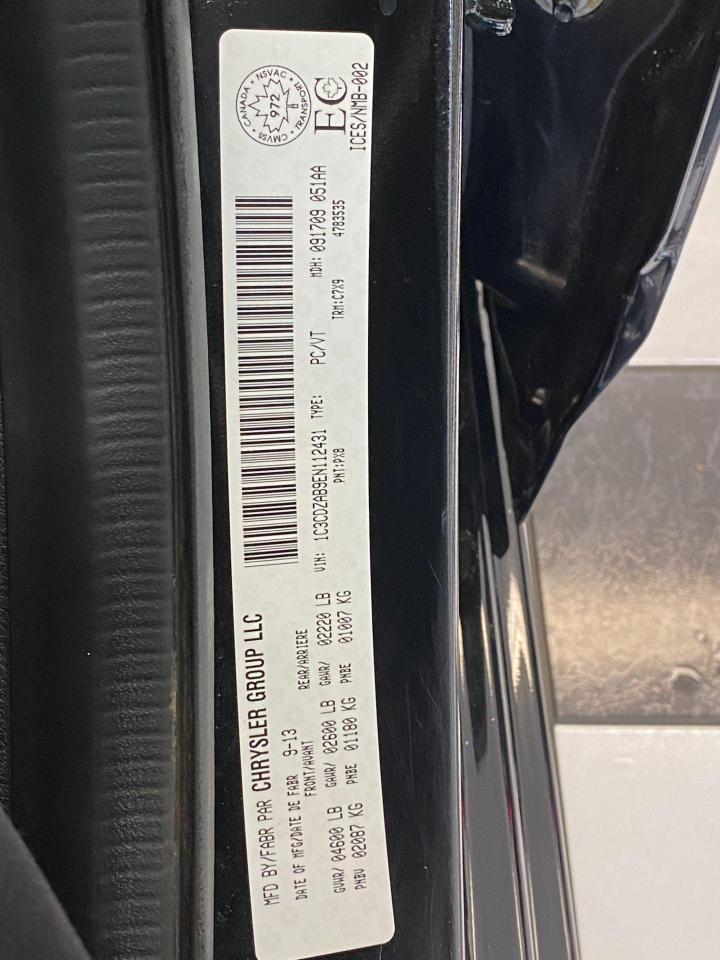 MFD BY/FABR PAR CHRYSLER GROUP LLC
DATE OF MFG/DATE DE FABR 9-13
FRONT/AVANT REAR/ARRIERE
GVWR/ 04600 LB GAWR/ 02600 LB GAWR/ 02220 LB
PNBV 02087 KG PNBE 01180 KG PNBE 01007 KG
VIN: 1C3CDZAB9EN112431 TYPE: PC/VT MDH: 091709 051AA
PNT:PXB TRM:C7X9 4783535
CANADA • NSVAC • TRANSPORT • CMVSS
972
EC
ICES/NMB-002